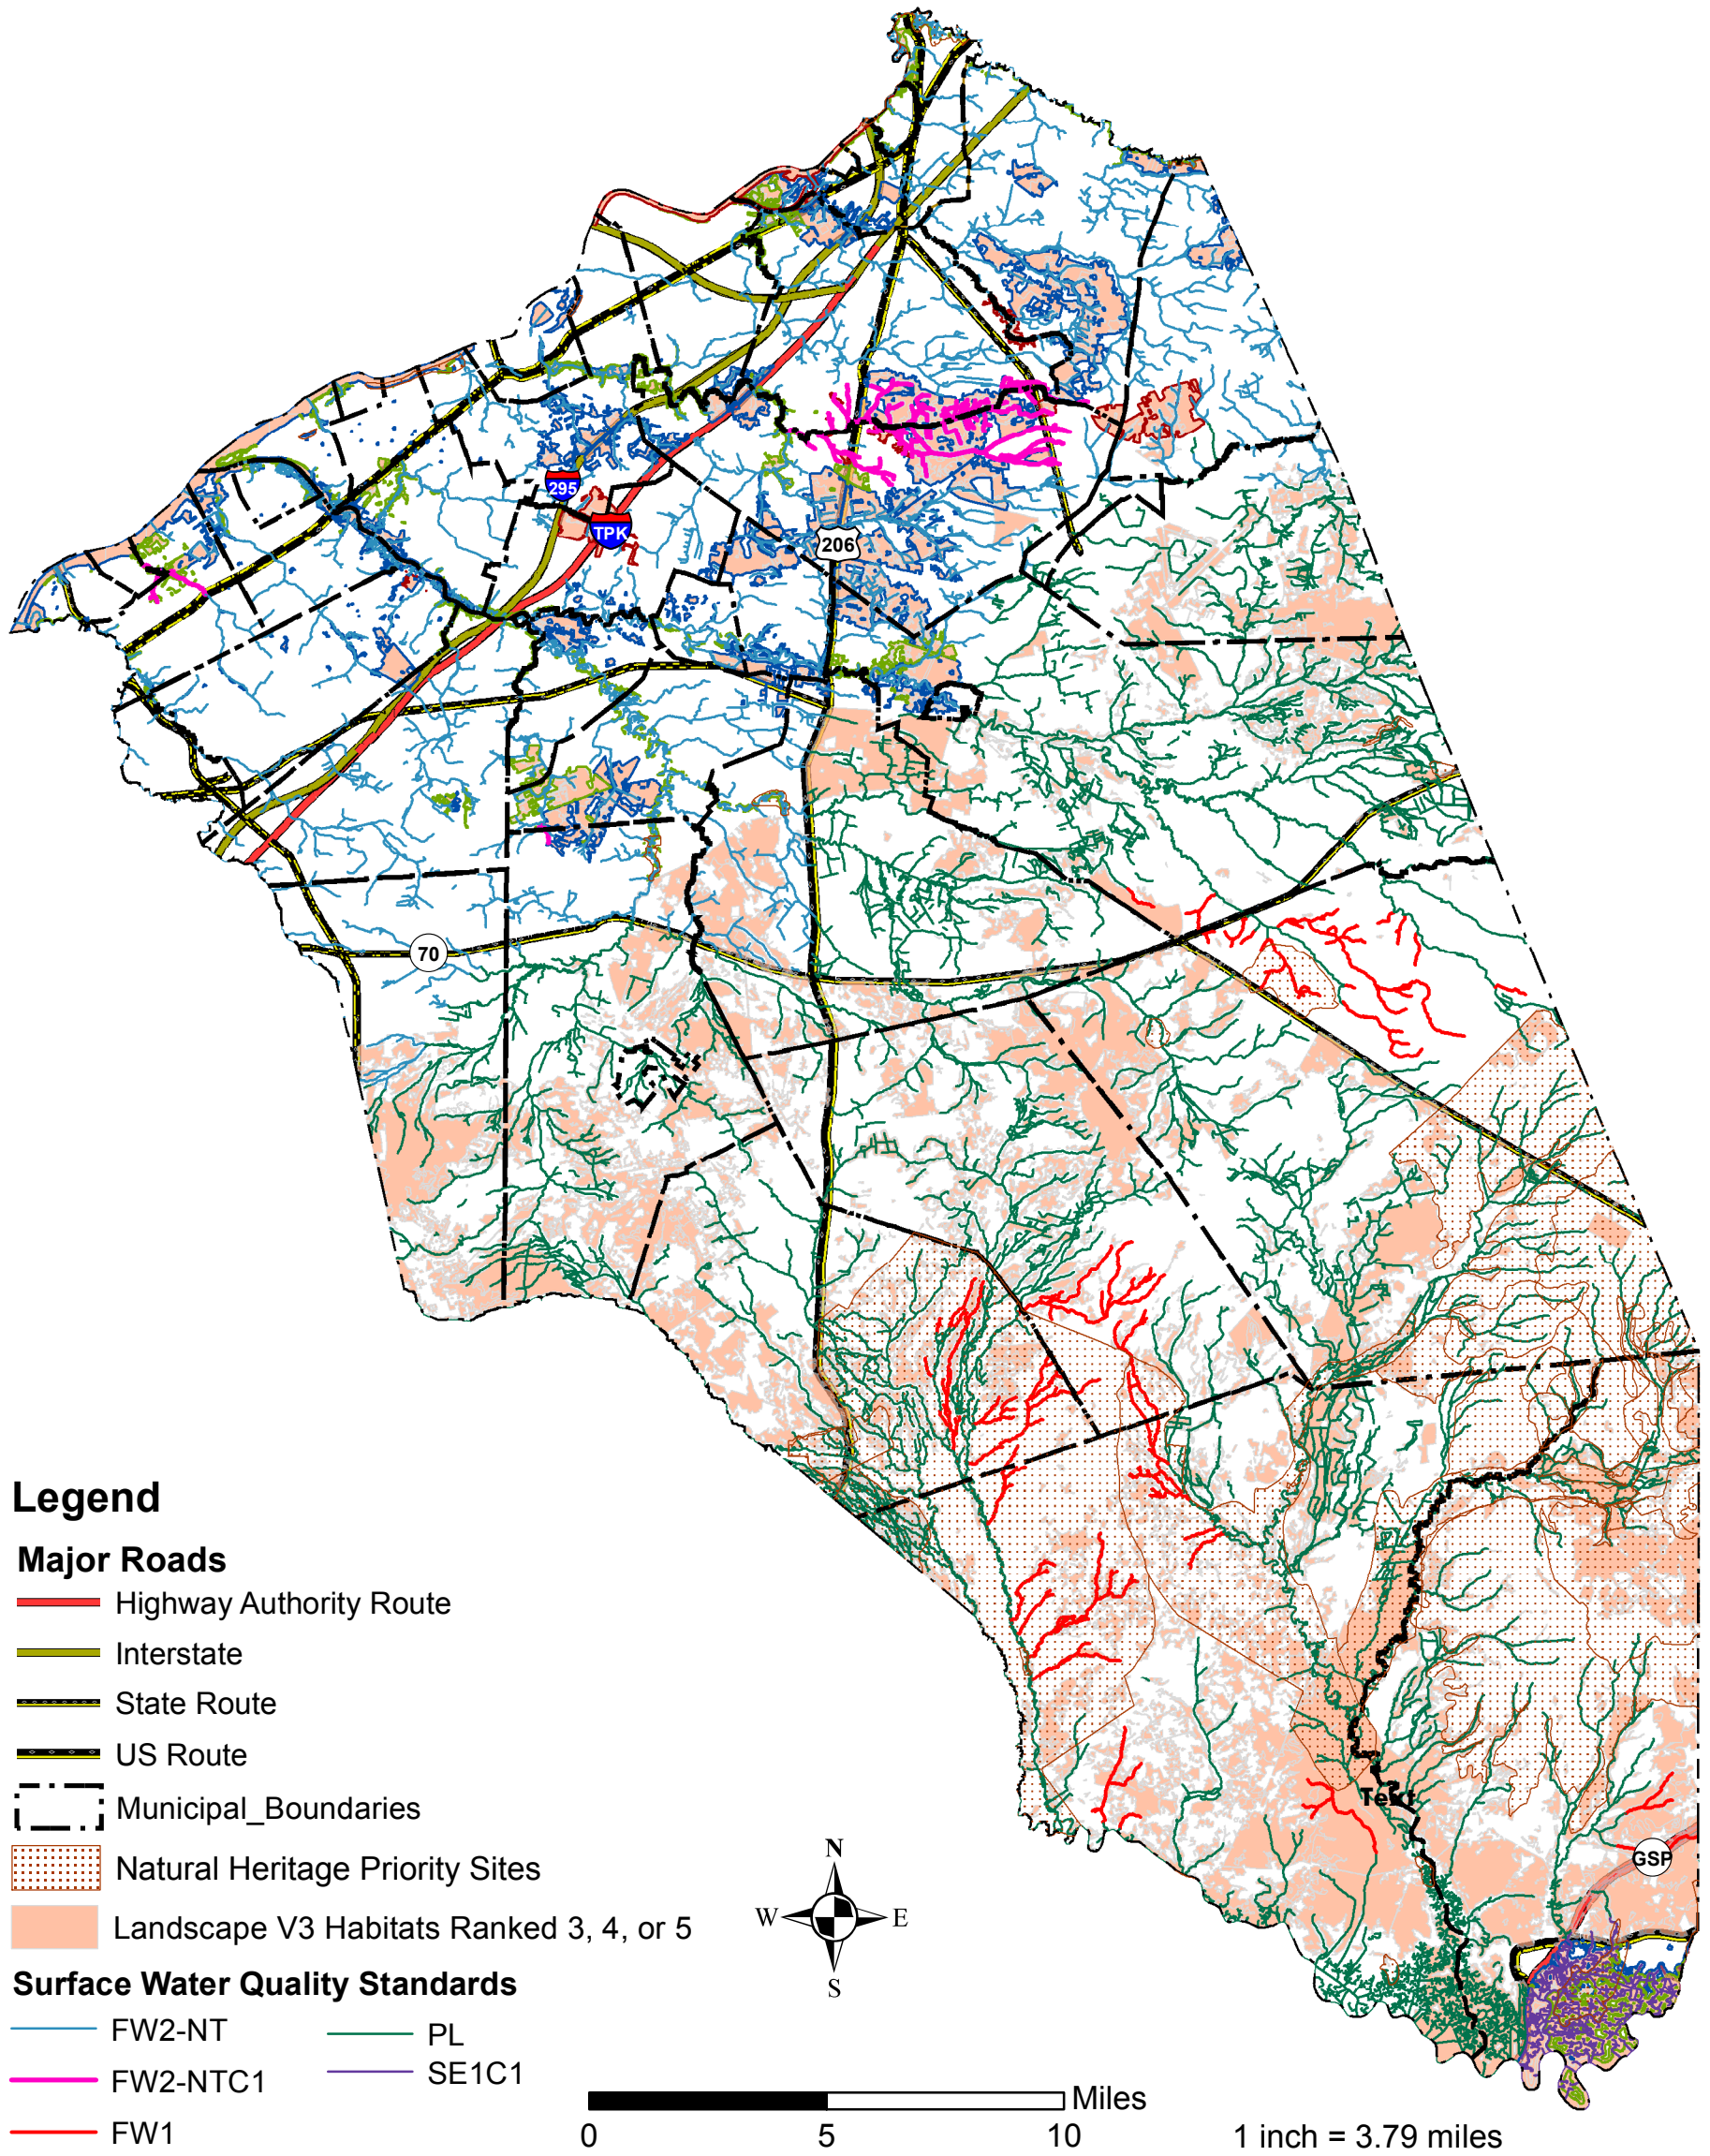 295
TPK
206
70
Text
GSP
Legend
Major Roads
Highway Authority Route
Interstate
State Route
US Route
Municipal_Boundaries
Natural Heritage Priority Sites
Landscape V3 Habitats Ranked 3, 4, or 5
Surface Water Quality Standards
FW2-NT
FW2-NTC1
FW1
PL
SE1C1
N
W E
S
Miles
0 5 10
1 inch = 3.79 miles